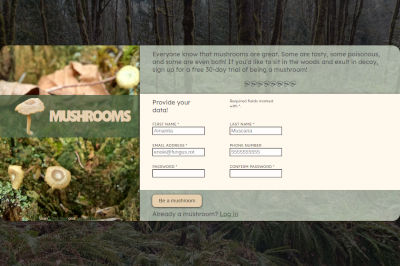 Everyone know that mushrooms are great. Some are tasty, some poisonous,
and some are even both! If you'd like to sit in the woods and exult in decay,
sign up for a free 30-day trial of being a mushroom!
MUSHROOMS
Provide your
data!
Required fields marked
with *.
FIRST NAME *
LAST NAME *
Amanita
Muscaria
EMAIL ADDRESS *
PHONE NUMBER
5555555555
PASSWORD *
CONFIRM PASSWORD *
Be a mushroom
Already a mushroom? Log in